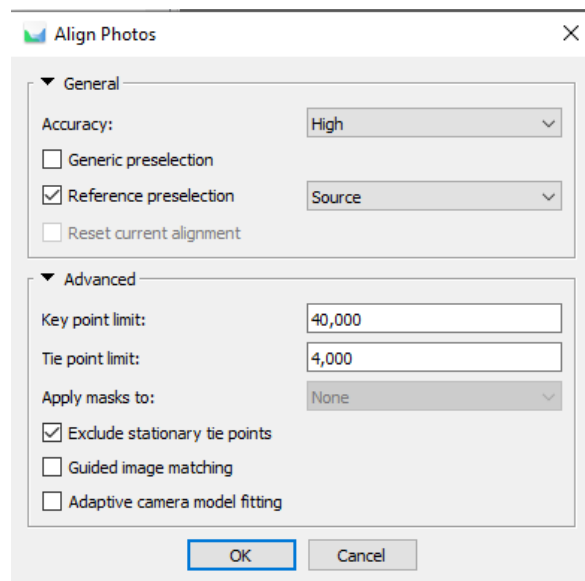 Align Photos
General
Accuracy: High
Generic preselection
Reference preselection Source
Reset current alignment
Advanced
Key point limit: 40,000
Tie point limit: 4,000
Apply masks to: None
Exclude stationary tie points
Guided image matching
Adaptive camera model fitting
OK Cancel